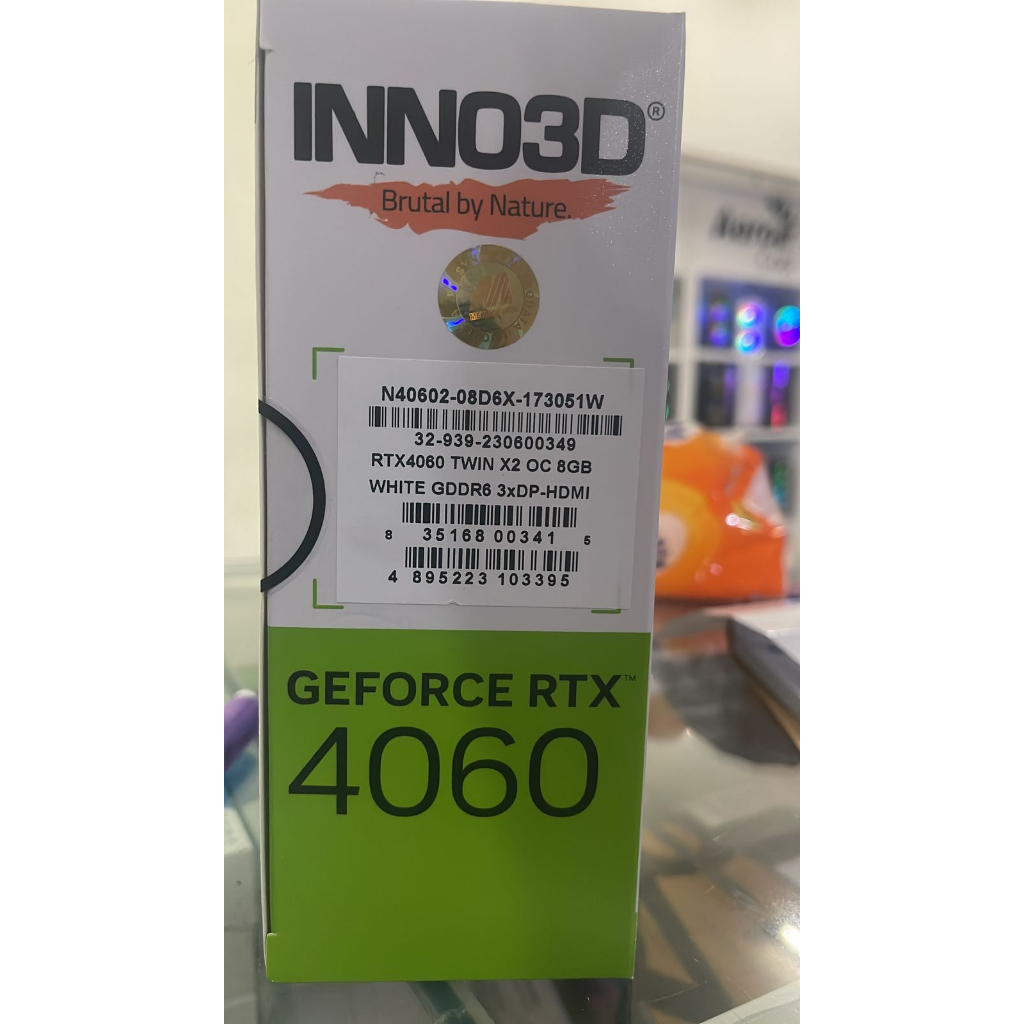 INNO3D®
Brutal by Nature.
N40602-08D6X-173051W
32-939-230600349
RTX4060 TWIN X2 OC 8GB
WHITE GDDR6 3xDP-HDMI
8 35168 00341 5
4 895223 103395
GEFORCE RTX™
4060